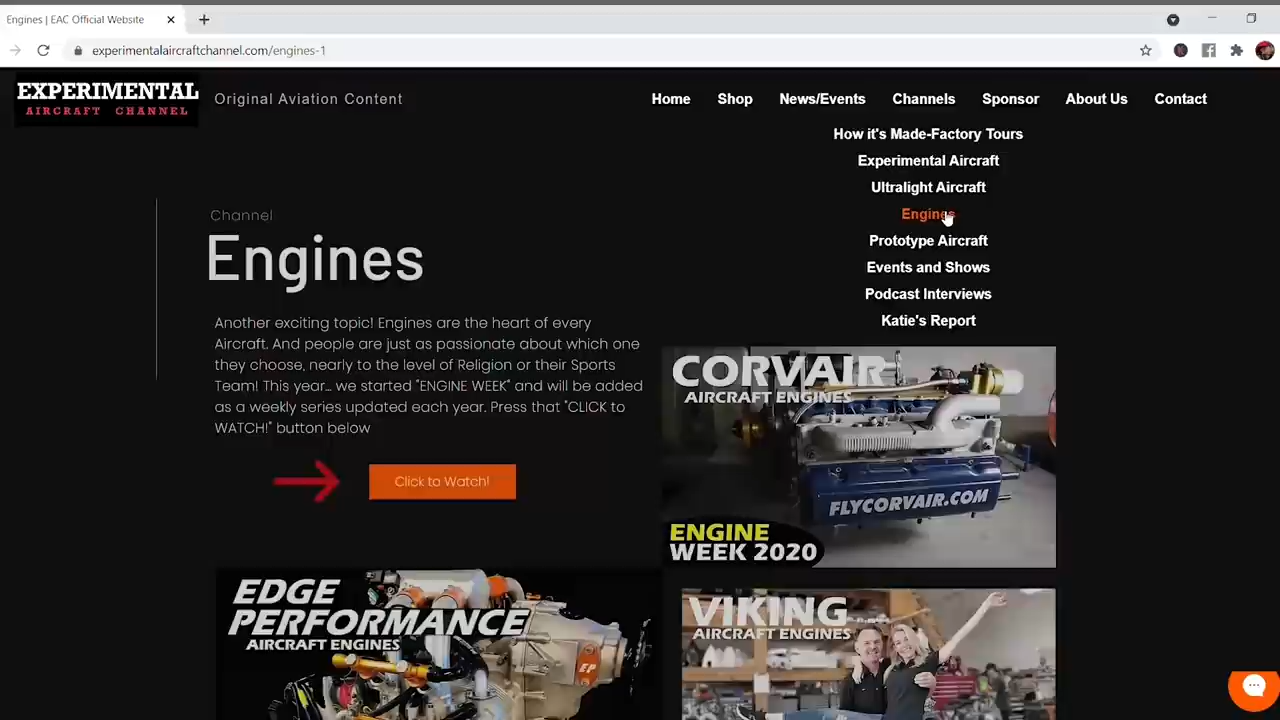 Engines | EAC Official Website
experimentalaircraftchannel.com/engines-1
EXPERIMENTAL
AIRCRAFT CHANNEL
Original Aviation Content
Home
Shop
News/Events
Channels
Sponsor
About Us
Contact
How it's Made-Factory Tours
Experimental Aircraft
Ultralight Aircraft
Engines
Prototype Aircraft
Events and Shows
Podcast Interviews
Katie's Report
Channel
Engines
Another exciting topic! Engines are the heart of every
Aircraft. And people are just as passionate about which one
they choose, nearly to the level of Religion or their Sports
Team! This year... we started "ENGINE WEEK" and will be added
as a weekly series updated each year. Press that "CLICK to
WATCH!" button below
Click to Watch!
CORVAIR
AIRCRAFT ENGINES
FLYCORVAIR.COM
ENGINE
WEEK 2020
EDGE
PERFORMANCE
AIRCRAFT ENGINES
EP
VIKING
AIRCRAFT ENGINES